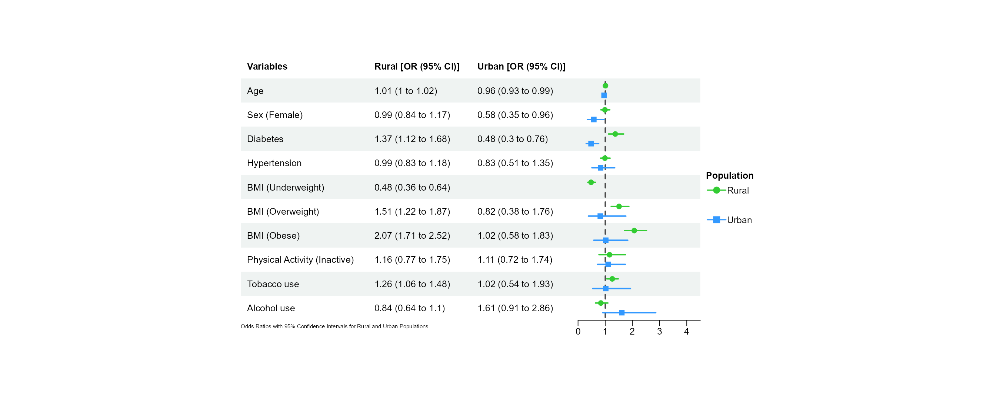 Variables Rural [OR (95% CI)] Urban [OR (95% CI)]
Age 1.01 (1 to 1.02) 0.96 (0.93 to 0.99)
Sex (Female) 0.99 (0.84 to 1.17) 0.58 (0.35 to 0.96)
Diabetes 1.37 (1.12 to 1.68) 0.48 (0.3 to 0.76)
Hypertension 0.99 (0.83 to 1.18) 0.83 (0.51 to 1.35)
BMI (Underweight) 0.48 (0.36 to 0.64)
BMI (Overweight) 1.51 (1.22 to 1.87) 0.82 (0.38 to 1.76)
BMI (Obese) 2.07 (1.71 to 2.52) 1.02 (0.58 to 1.83)
Physical Activity (Inactive) 1.16 (0.77 to 1.75) 1.11 (0.72 to 1.74)
Tobacco use 1.26 (1.06 to 1.48) 1.02 (0.54 to 1.93)
Alcohol use 0.84 (0.64 to 1.1) 1.61 (0.91 to 2.86)
Odds Ratios with 95% Confidence Intervals for Rural and Urban Populations
0 1 2 3 4
Population
Rural
Urban